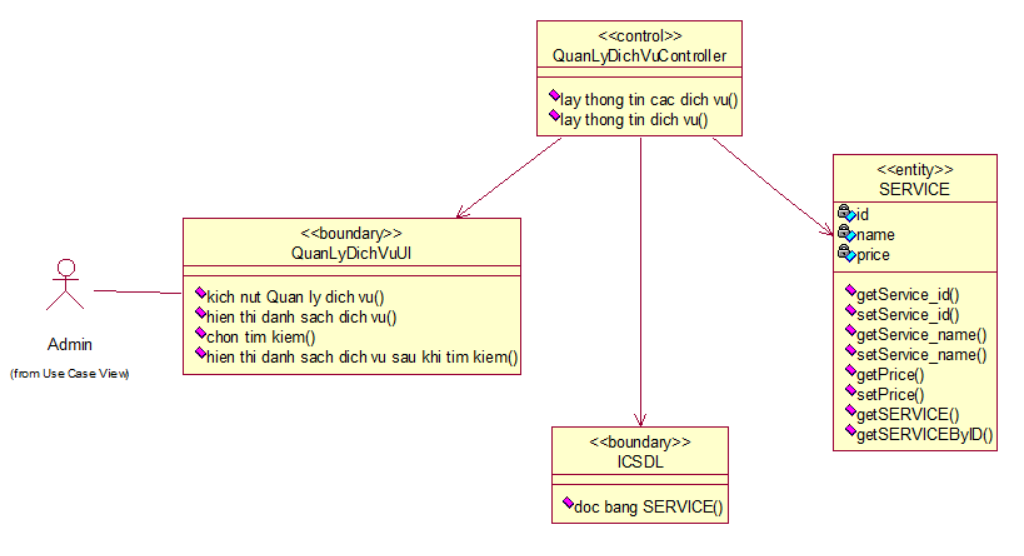 <<control>>
QuanLyDichVuController
lay thong tin cac dich vu()
lay thong tin dich vu()
<<entity>>
SERVICE
id
name
price
getService_id()
setService_id()
getService_name()
setService_name()
getPrice()
setPrice()
getSERVICE()
getSERVICEByID()
<<boundary>>
QuanLyDichVuUI
kich nut Quan ly dich vu()
hien thi danh sach dich vu()
chon tim kiem()
hien thi danh sach dich vu sau khi tim kiem()
Admin
(from Use Case View)
<<boundary>>
ICSDL
doc bang SERVICE()